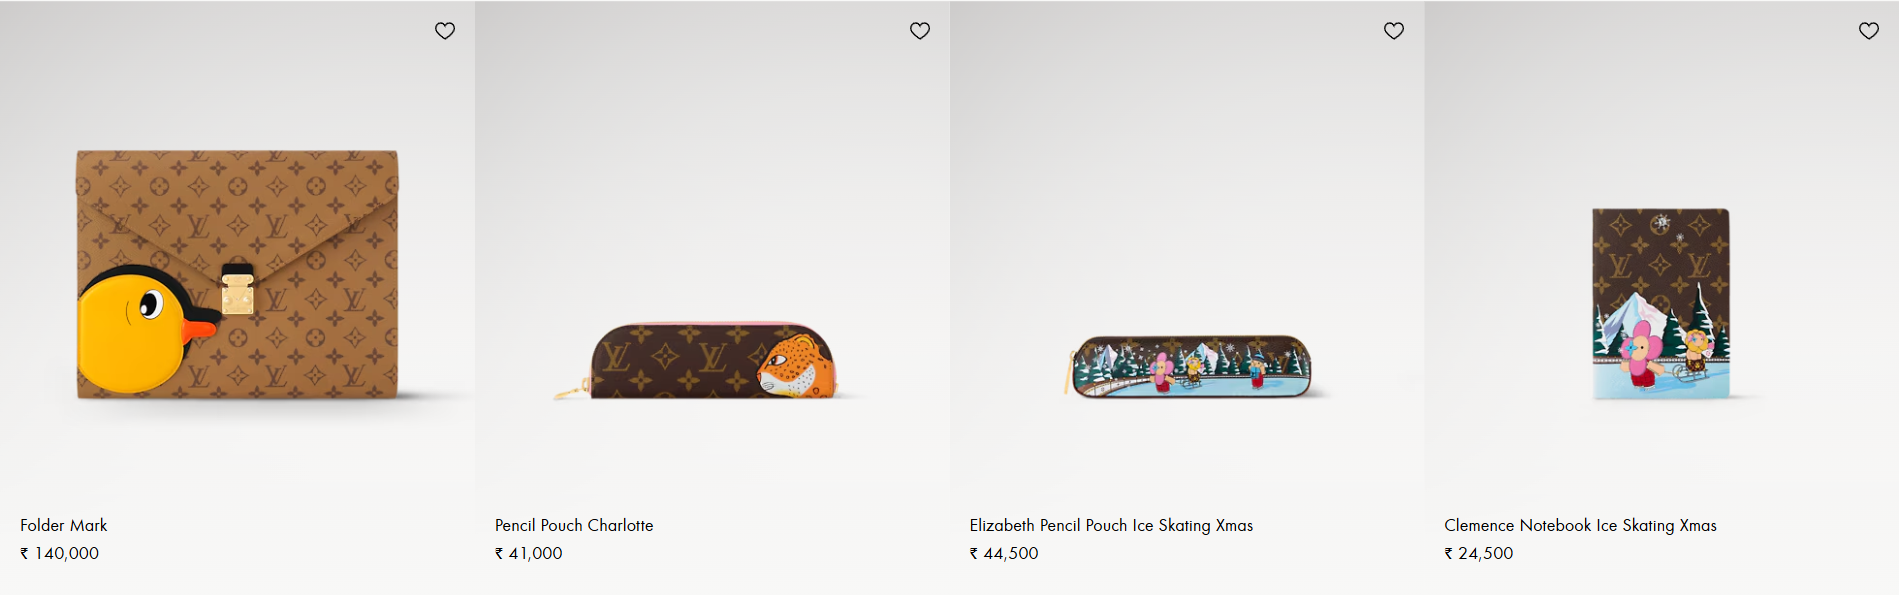 Folder Mark
₹ 140,000
Pencil Pouch Charlotte
₹ 41,000
Elizabeth Pencil Pouch Ice Skating Xmas
₹ 44,500
Clemence Notebook Ice Skating Xmas
₹ 24,500